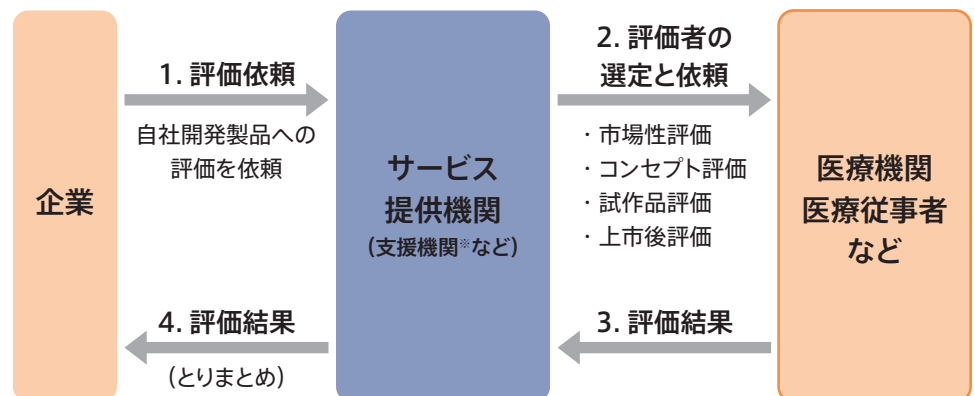 企業
1. 評価依頼
自社開発製品への
評価を依頼
サービス
提供機関
(支援機関※など)
2. 評価者の
選定と依頼
・市場性評価
・コンセプト評価
・試作品評価
・上市後評価
医療機関
医療従事者
など
3. 評価結果
4. 評価結果
(とりまとめ)